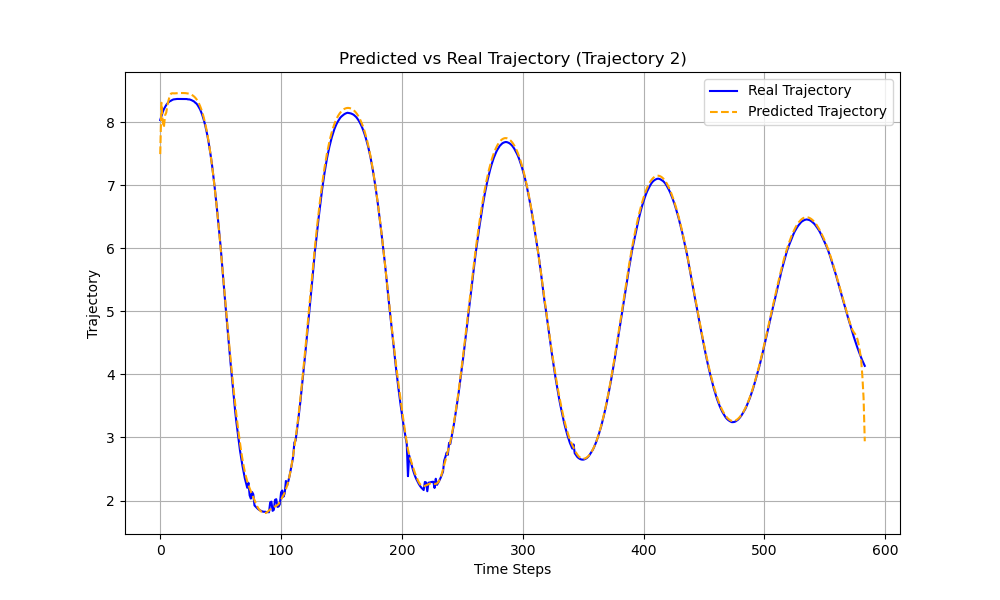 Predicted vs Real Trajectory (Trajectory 2)
Real Trajectory
Predicted Trajectory
8
7
6
5
4
3
2
Trajectory
0 100 200 300 400 500 600
Time Steps